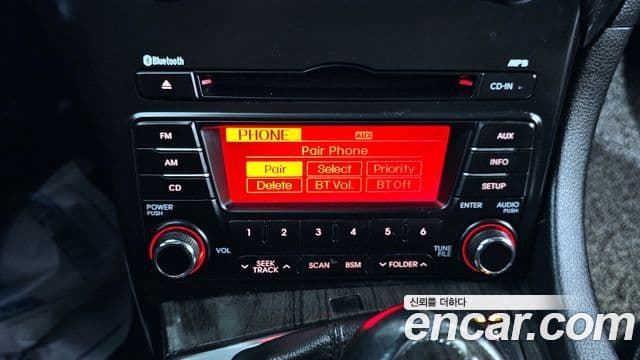 Bluetooth
MP3
CD-IN
FM
AM
CD
PHONE
AUX
Pair Phone
Pair Select Priority
Delete BT Vol. BT Off
AUX
INFO
SETUP
POWER
PUSH
ENTER
AUDIO
PUSH
1 2 3 4 5 6
VOL
SEEK
TRACK
SCAN
BSM
FOLDER
TUNE
FILE
신뢰를 더하다
encar.com